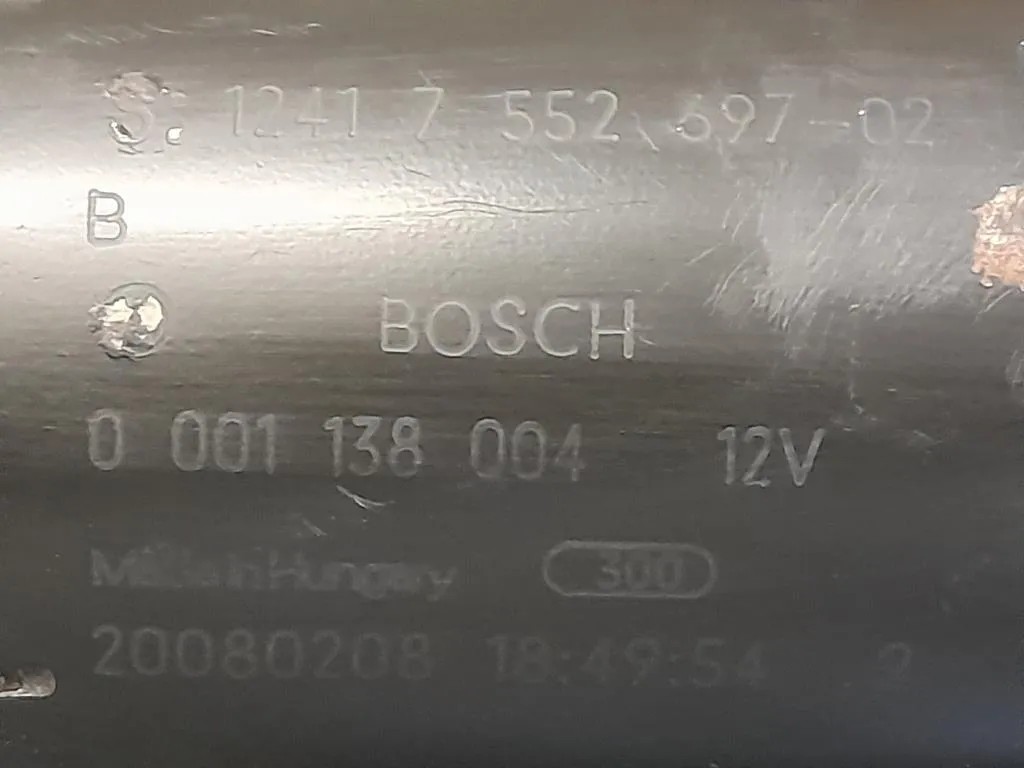 S. 1241 7 552 697-02
B
BOSCH
0 001 138 004 12V
Made in Hungary 300
20080208 18:49:54 2